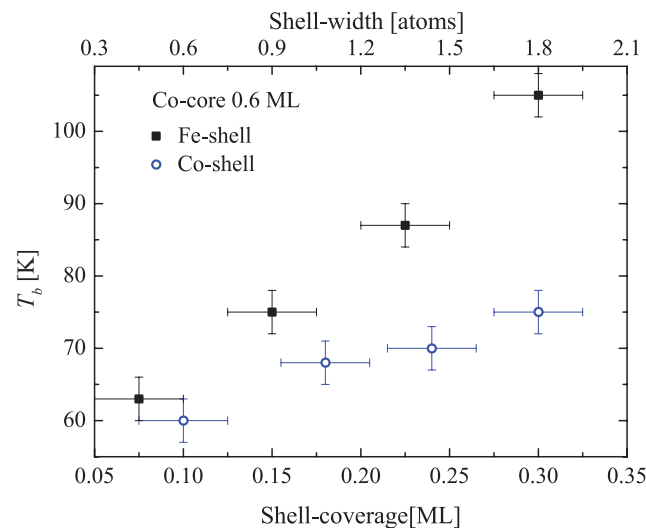 Shell-width [atoms]
0.3 0.6 0.9 1.2 1.5 1.8 2.1
Co-core 0.6 ML
Fe-shell
Co-shell
T_b [K]
100
90
80
70
60
0.05 0.10 0.15 0.20 0.25 0.30 0.35
Shell-coverage[ML]